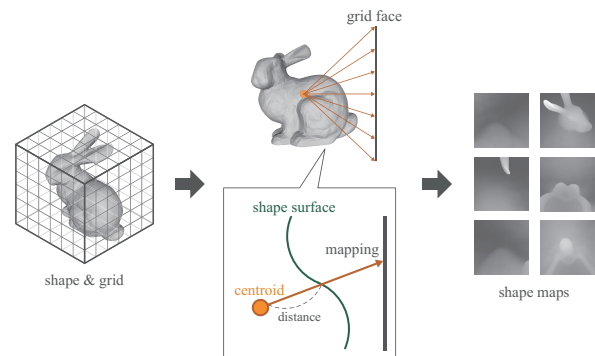 grid face
shape surface
mapping
centroid
distance
shape & grid
shape maps